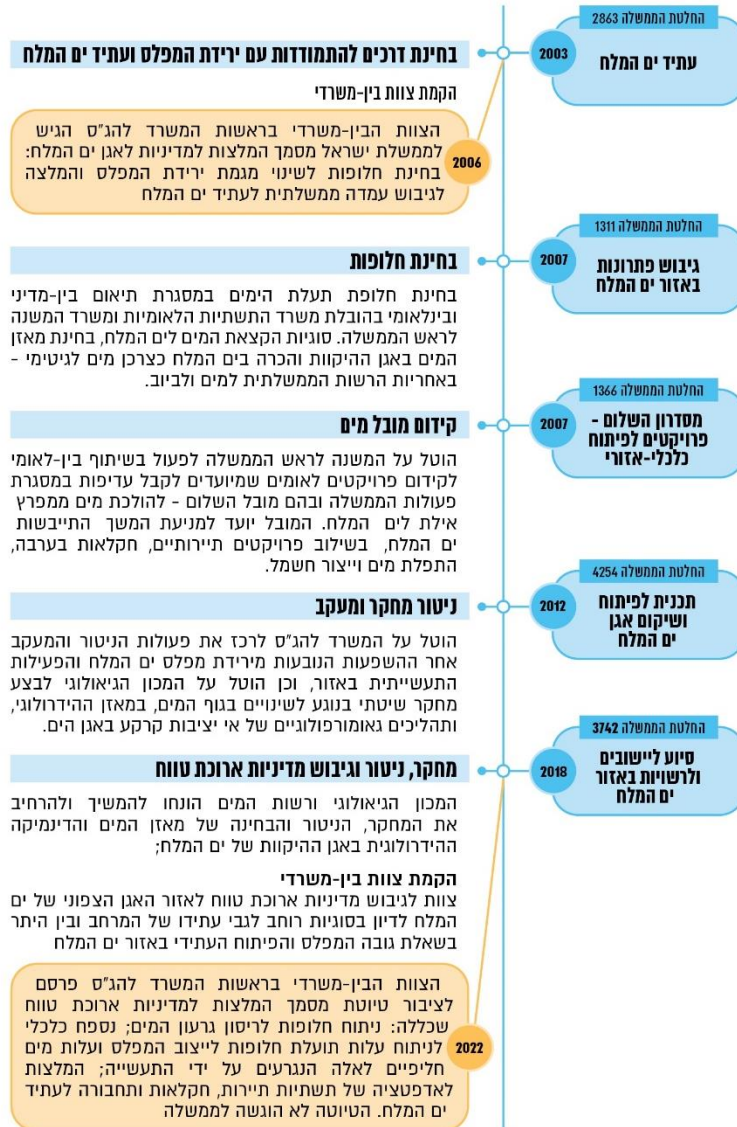 החלטת הממשלה 2863
עתיד ים המלח
2003
בחינת דרכים להתמודדות עם ירידת המפלס ועתיד ים המלח
הקמת צוות בין-משרדי
הצוות הבין-משרדי בראשות המשרד להג"ס הגיש
לממשלת ישראל מסמך המלצות למדיניות לאגן ים המלח:
בחינת חלופות לשינוי מגמת ירידת המפלס והמלצה
לגיבוש עמדה ממשלתית לעתיד ים המלח
2006
החלטת הממשלה 1311
גיבוש פתרונות
באזור ים המלח
2007
בחינת חלופות
בחינת חלופת תעלת הימים במסגרת תיאום בין-מדיני
ובינלאומי בהובלת משרד התשתיות הלאומיות ומשרד המשנה
לראש הממשלה. סוגיות הקצאת המים לים המלח, בחינת מאזן
המים באגן ההיקוות והכרה בים המלח כצרכן מים לגיטימי -
באחריות הרשות הממשלתית למים ולביוב.
החלטת הממשלה 1366
מסדרון השלום -
פרויקטים לפיתוח
כלכלי-אזורי
2007
קידום מובל מים
הוטל על המשנה לראש הממשלה לפעול בשיתוף בין-לאומי
לקידום פרויקטים לאומים שמיועדים לקבל עדיפות במסגרת
פעולות הממשלה ובהם מובל השלום - להולכת מים ממפרץ
אילת לים המלח. המובל יועד למניעת המשך התייבשות
ים המלח, בשילוב פרויקטים תיירותיים, חקלאות בערבה,
התפלת מים וייצור חשמל.
החלטת הממשלה 4254
תכנית לפיתוח
ושיקום אגן
ים המלח
2012
ניטור מחקר ומעקב
הוטל על המשרד להג"ס לרכז את פעולות הניטור והמעקב
אחר ההשפעות הנובעות מירידת מפלס ים המלח והפעילות
התעשייתית באזור, וכן הוטל על המכון הגיאולוגי לבצע
מחקר שיטתי בנוגע לשינויים בגוף המים, במאזן ההידרולוגי,
ותהליכים גאומורפולוגיים של אי יציבות קרקע באגן הים.
החלטת הממשלה 3742
סיוע ליישובים
ולרשויות באזור
ים המלח
2018
מחקר, ניטור וגיבוש מדיניות ארוכת טווח
המכון הגיאולוגי ורשות המים הונחו להמשיך ולהרחיב
את המחקר, הניטור והבחינה של מאזן המים והדינמיקה
ההידרולוגית באגן ההיקוות של ים המלח;
הקמת צוות בין-משרדי
צוות לגיבוש מדיניות ארוכת טווח לאזור האגן הצפוני של ים
המלח לדיון בסוגיות רוחב לגבי עתידו של המרחב ובין היתר
בשאלת גובה המפלס והפיתוח העתידי באזור ים המלח
הצוות הבין-משרדי בראשות המשרד להג"ס פרסם
לציבור טיוטת מסמך המלצות למדיניות ארוכת טווח
שכללה: ניתוח חלופות לריסון גרעון המים; נספח כלכלי
לניתוח עלות תועלת חלופות לייצוב המפלס ועלות מים
חליפיים לאלה הנגרעים על ידי התעשייה; המלצות
לאדפטציה של תשתיות תיירות, חקלאות ותחבורה לעתיד
ים המלח. הטיוטה לא הוגשה לממשלה
2022